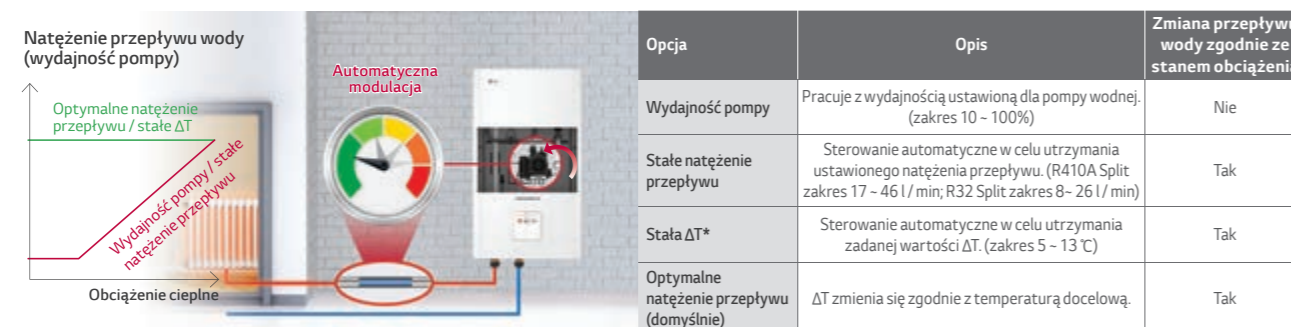 Natężenie przepływu wody
(wydajność pompy)
Optymalne natężenie
przepływu / stałe ΔT
Wydajność pompy / stałe
natężenie przepływu
Obciążenie cieplne
Automatyczna
modulacja
Opcja
Opis
Zmiana przepływu
wody zgodnie ze
stanem obciążenia
Wydajność pompy
Pracuje z wydajnością ustawioną dla pompy wodnej.
(zakres 10 ~ 100%)
Nie
Stałe natężenie
przepływu
Sterowanie automatyczne w celu utrzymania
ustawionego natężenia przepływu. (R410A Split
zakres 17 ~ 46 l / min; R32 Split zakres 8~ 26 l / min)
Tak
Stała ΔT*
Sterowanie automatyczne w celu utrzymania
zadanej wartości ΔT. (zakres 5 ~ 13 ℃)
Tak
Optymalne
natężenie przepływu
(domyślnie)
ΔT zmienia się zgodnie z temperaturą docelową.
Tak